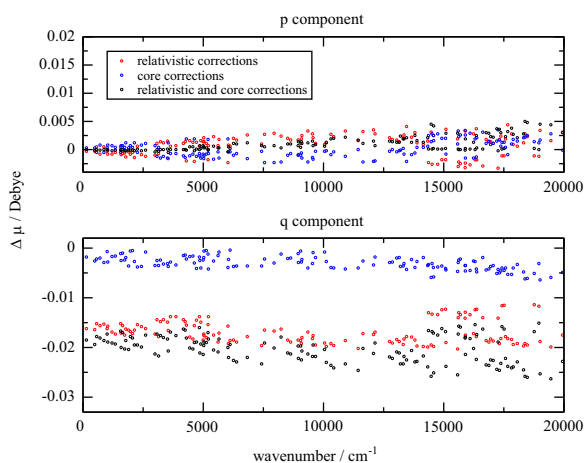 p component
0.02
0.015
0.01
0.005
0
relativistic corrections
core corrections
relativistic and core corrections
0 5000 10000 15000 20000
Δ μ / Debye
q component
0
-0.01
-0.02
-0.03
0 5000 10000 15000 20000
wavenumber / cm⁻¹